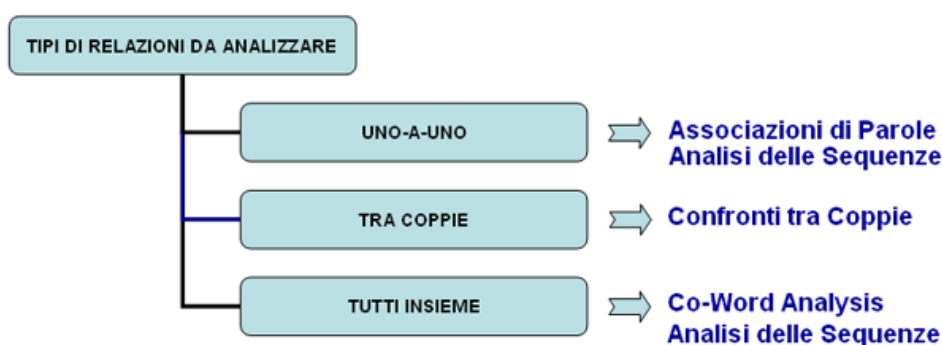 TIPI DI RELAZIONI DA ANALIZZARE
UNO-A-UNO
Associazioni di Parole
Analisi delle Sequenze
TRA COPPIE
Confronti tra Coppie
TUTTI INSIEME
Co-Word Analysis
Analisi delle Sequenze